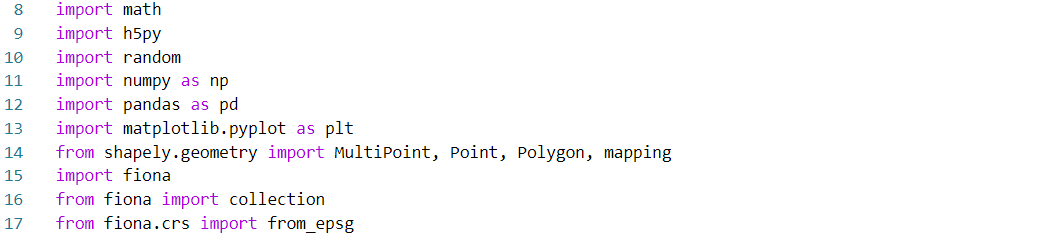 8 import math
9 import h5py
10 import random
11 import numpy as np
12 import pandas as pd
13 import matplotlib.pyplot as plt
14 from shapely.geometry import MultiPoint, Point, Polygon, mapping
15 import fiona
16 from fiona import collection
17 from fiona.crs import from_epsg